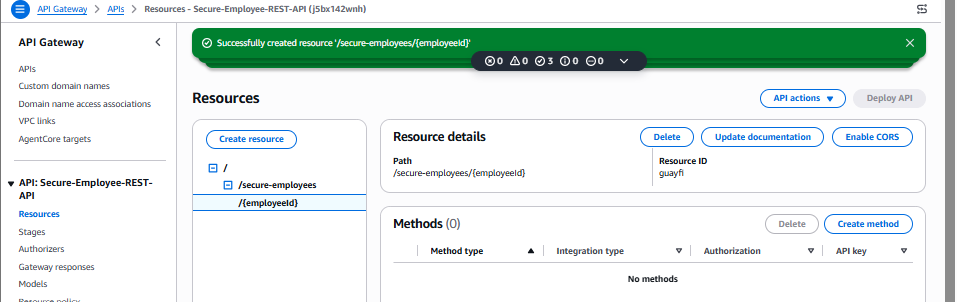 API Gateway > APIs > Resources - Secure-Employee-REST-API (j5bx142wnh)
API Gateway
APIs
Custom domain names
Domain name access associations
VPC links
AgentCore targets
API: Secure-Employee-REST-
API
Resources
Stages
Authorizers
Gateway responses
Models
Resource policy
Successfully created resource '/secure-employees/{employeeId}'
0 0 3 0 0
Resources
API actions
Deploy API
Create resource
/
/secure-employees
/{employeeId}
Resource details
Delete
Update documentation
Enable CORS
Path
/secure-employees/{employeeId}
Resource ID
guayfi
Methods (0)
Delete
Create method
Method type
Integration type
Authorization
API key
No methods